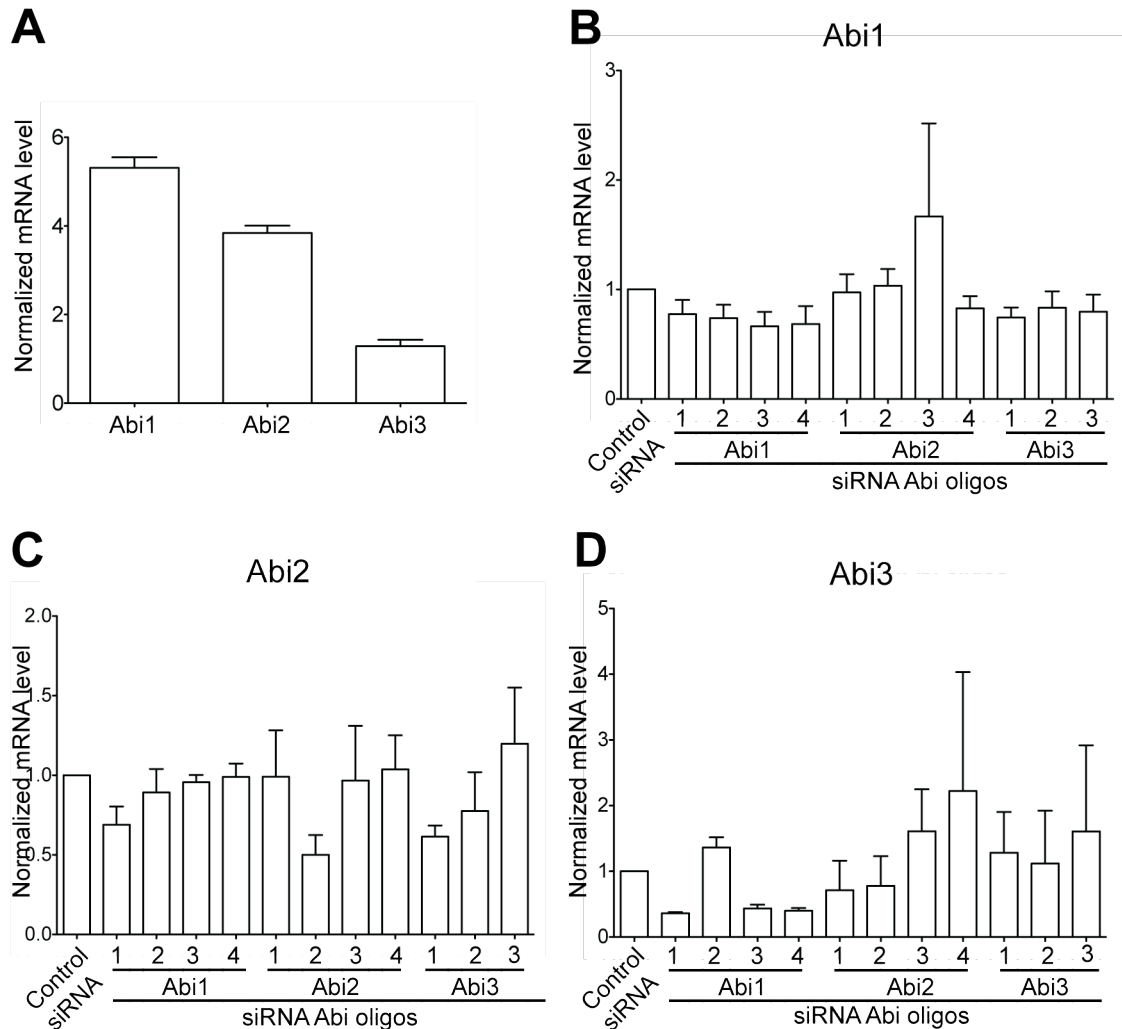 A
Normalized mRNA level
6
4
2
0
Abi1 Abi2 Abi3
B
Abi1
Normalized mRNA level
3
2
1
0
Control siRNA
1 2 3 4 1 2 3 4 1 2 3
Abi1 Abi2 Abi3
siRNA Abi oligos
C
Abi2
Normalized mRNA level
2.0
1.5
1.0
0.5
0.0
Control siRNA
1 2 3 4 1 2 3 4 1 2 3
Abi1 Abi2 Abi3
siRNA Abi oligos
D
Abi3
Normalized mRNA level
5
4
3
2
1
0
Control siRNA
1 2 3 4 1 2 3 4 1 2 3
Abi1 Abi2 Abi3
siRNA Abi oligos